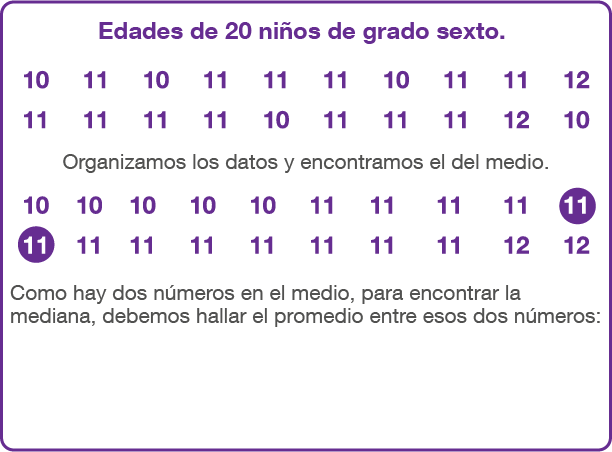 Edades de 20 niños de grado sexto.
10 11 10 11 11 11 10 11 11 12
11 11 11 11 10 11 11 11 12 10
Organizamos los datos y encontramos el del medio.
10 10 10 10 10 11 11 11 11 11
11 11 11 11 11 11 11 11 12 12
Como hay dos números en el medio, para encontrar la
mediana, debemos hallar el promedio entre esos dos números: